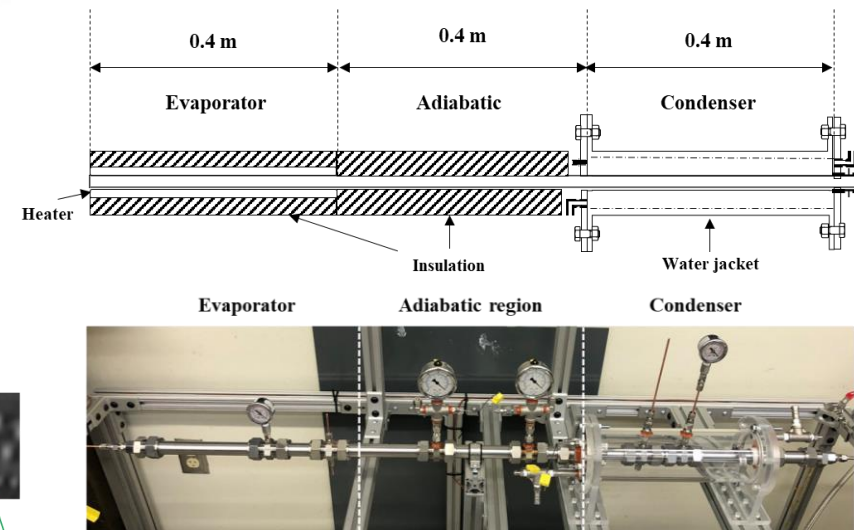 0.4 m
0.4 m
0.4 m
Evaporator
Adiabatic
Condenser
Heater
Insulation
Water jacket
Evaporator
Adiabatic region
Condenser